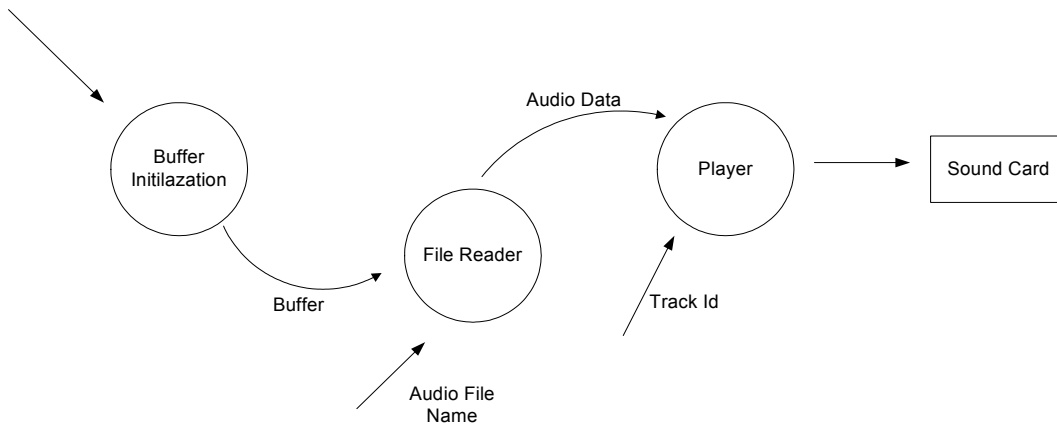 Buffer
Initilazation
Buffer
File Reader
Audio File
Name
Audio Data
Player
Track Id
Sound Card